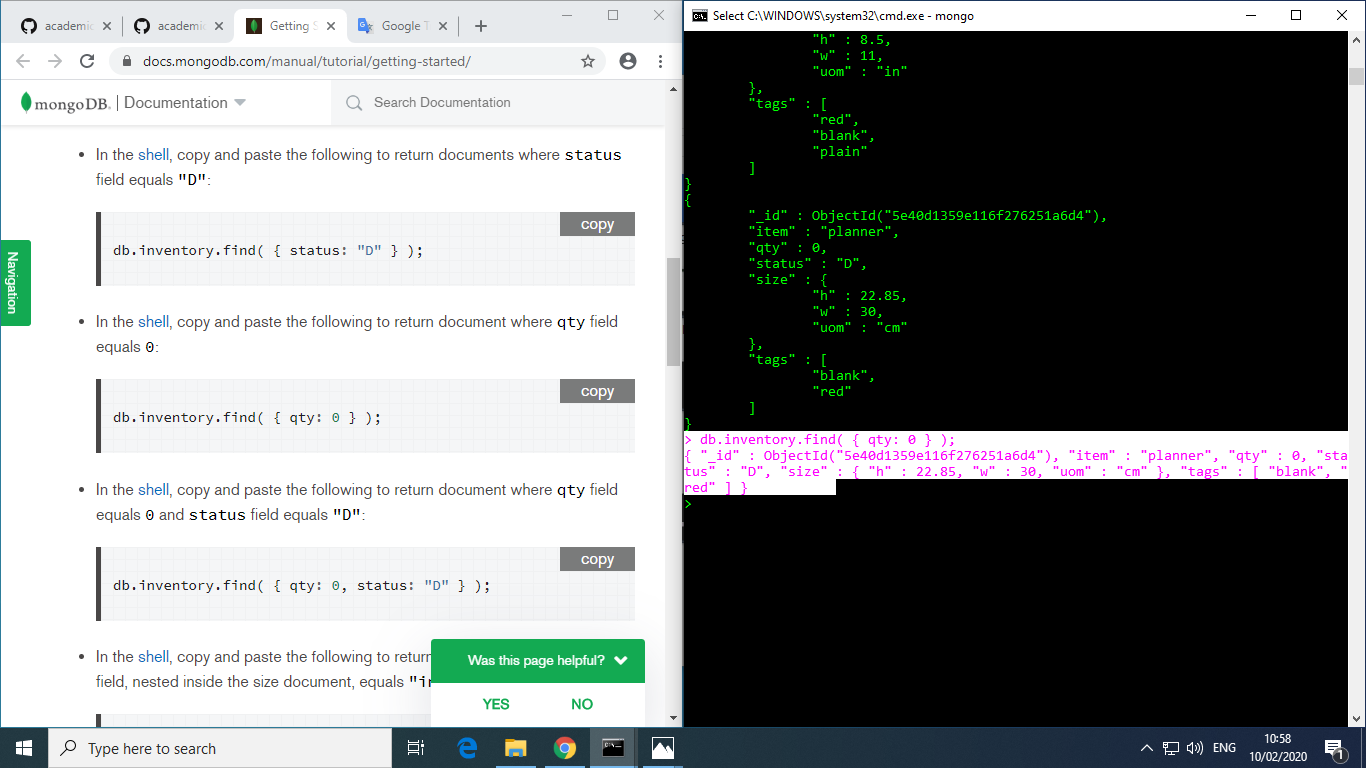 academic
academic
Getting S
Google T
docs.mongodb.com/manual/tutorial/getting-started/
mongoDB. | Documentation
Search Documentation
Navigation
In the shell, copy and paste the following to return documents where status
field equals "D":
copy
db.inventory.find( { status: "D" } );
In the shell, copy and paste the following to return document where qty field
equals 0:
copy
db.inventory.find( { qty: 0 } );
In the shell, copy and paste the following to return document where qty field
equals 0 and status field equals "D":
copy
db.inventory.find( { qty: 0, status: "D" } );
In the shell, copy and paste the following to return
field, nested inside the size document, equals "in
Was this page helpful?
YES NO
Select C:\WINDOWS\system32\cmd.exe - mongo
"h" : 8.5,
"w" : 11,
"uom" : "in"
},
"tags" : [
"red",
"blank",
"plain"
]
}
{
"_id" : ObjectId("5e40d1359e116f276251a6d4"),
"item" : "planner",
"qty" : 0,
"status" : "D",
"size" : {
"h" : 22.85,
"w" : 30,
"uom" : "cm"
},
"tags" : [
"blank",
"red"
]
}
> db.inventory.find( { qty: 0 } );
{ "_id" : ObjectId("5e40d1359e116f276251a6d4"), "item" : "planner", "qty" : 0, "sta
tus" : "D", "size" : { "h" : 22.85, "w" : 30, "uom" : "cm" }, "tags" : [ "blank", "
red" ] }
>
Type here to search
ENG
10:58
10/02/2020
1